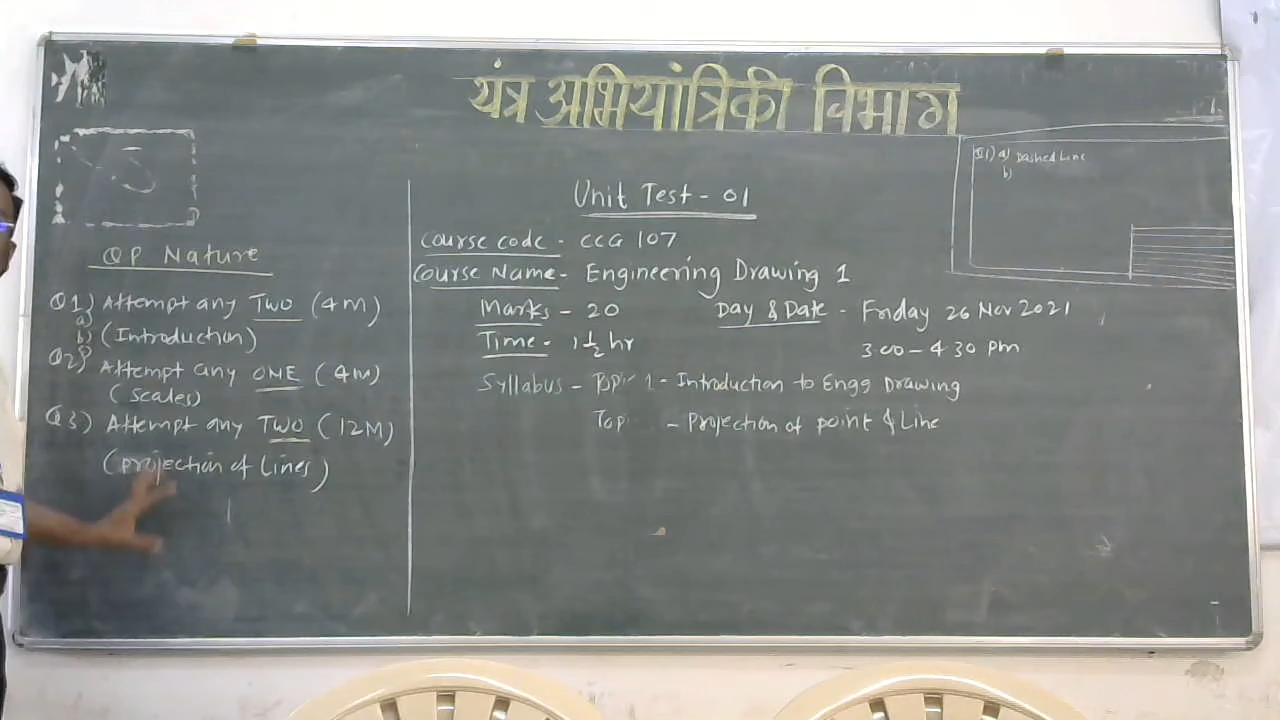 यंत्र अभियांत्रिकी विभाग
QP Nature
Q1) Attempt any TWO (4M)
a)
b) (Introduction)
Q2) Attempt any ONE (4M)
(Scales)
Q3) Attempt any TWO (12M)
(projection of Lines)
Unit Test - 01
Course code - CCG 107
Course Name - Engineering Drawing 1
Marks - 20
Day & Date - Friday 26 Nov 2021
Time - 1 1/2 hr
3 00 - 4 30 pm
Syllabus - 1 - Introduction to Engg Drawing
- Projection of point & Line
Q1) a) Dashed Line
b)